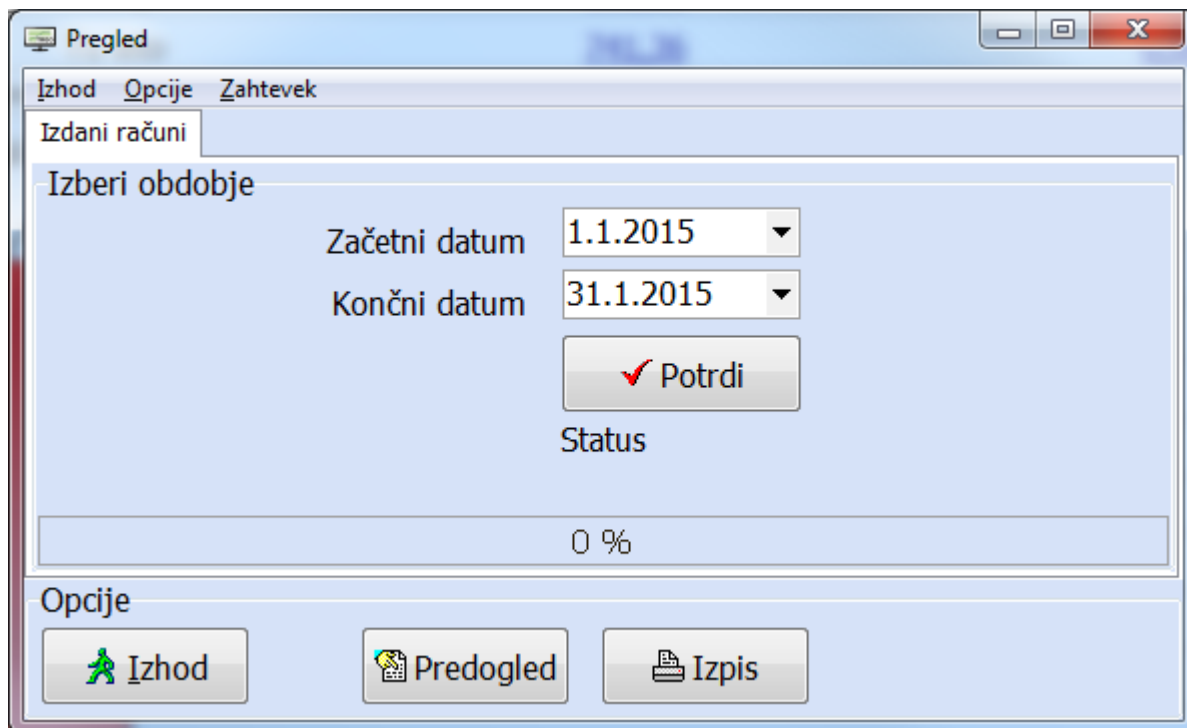 Pregled
Izhod Opcije Zahtevek
Izdani računi
Izberi obdobje
Začetni datum 1.1.2015
Končni datum 31.1.2015
Potrdi
Status
0 %
Opcije
Izhod Predogled Izpis